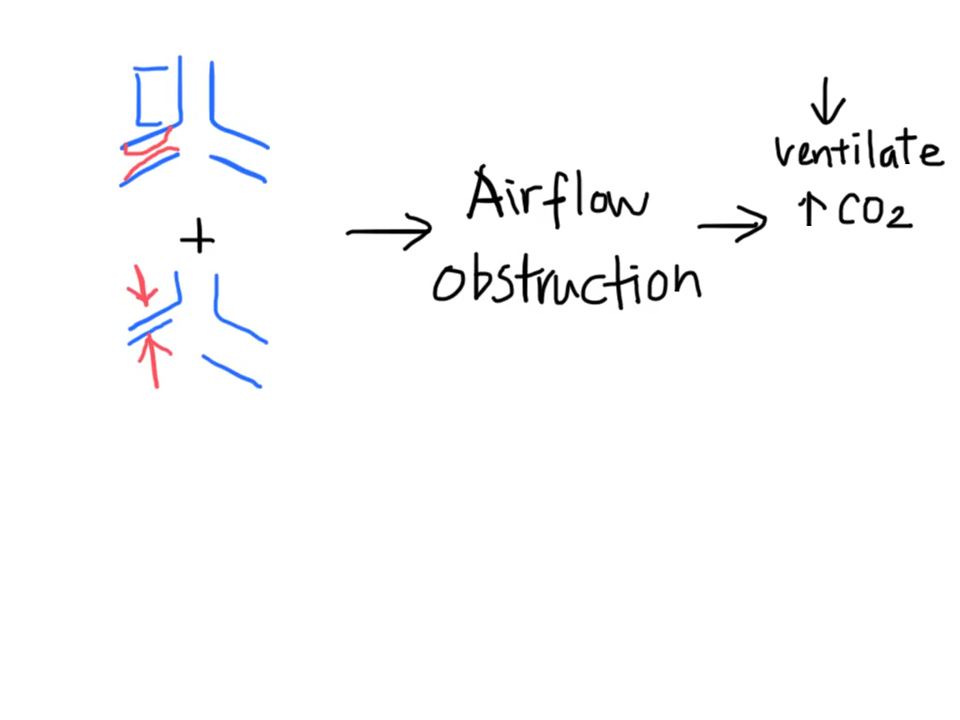 +
→ Airflow
obstruction
→ ↓
ventilate
↑ CO2